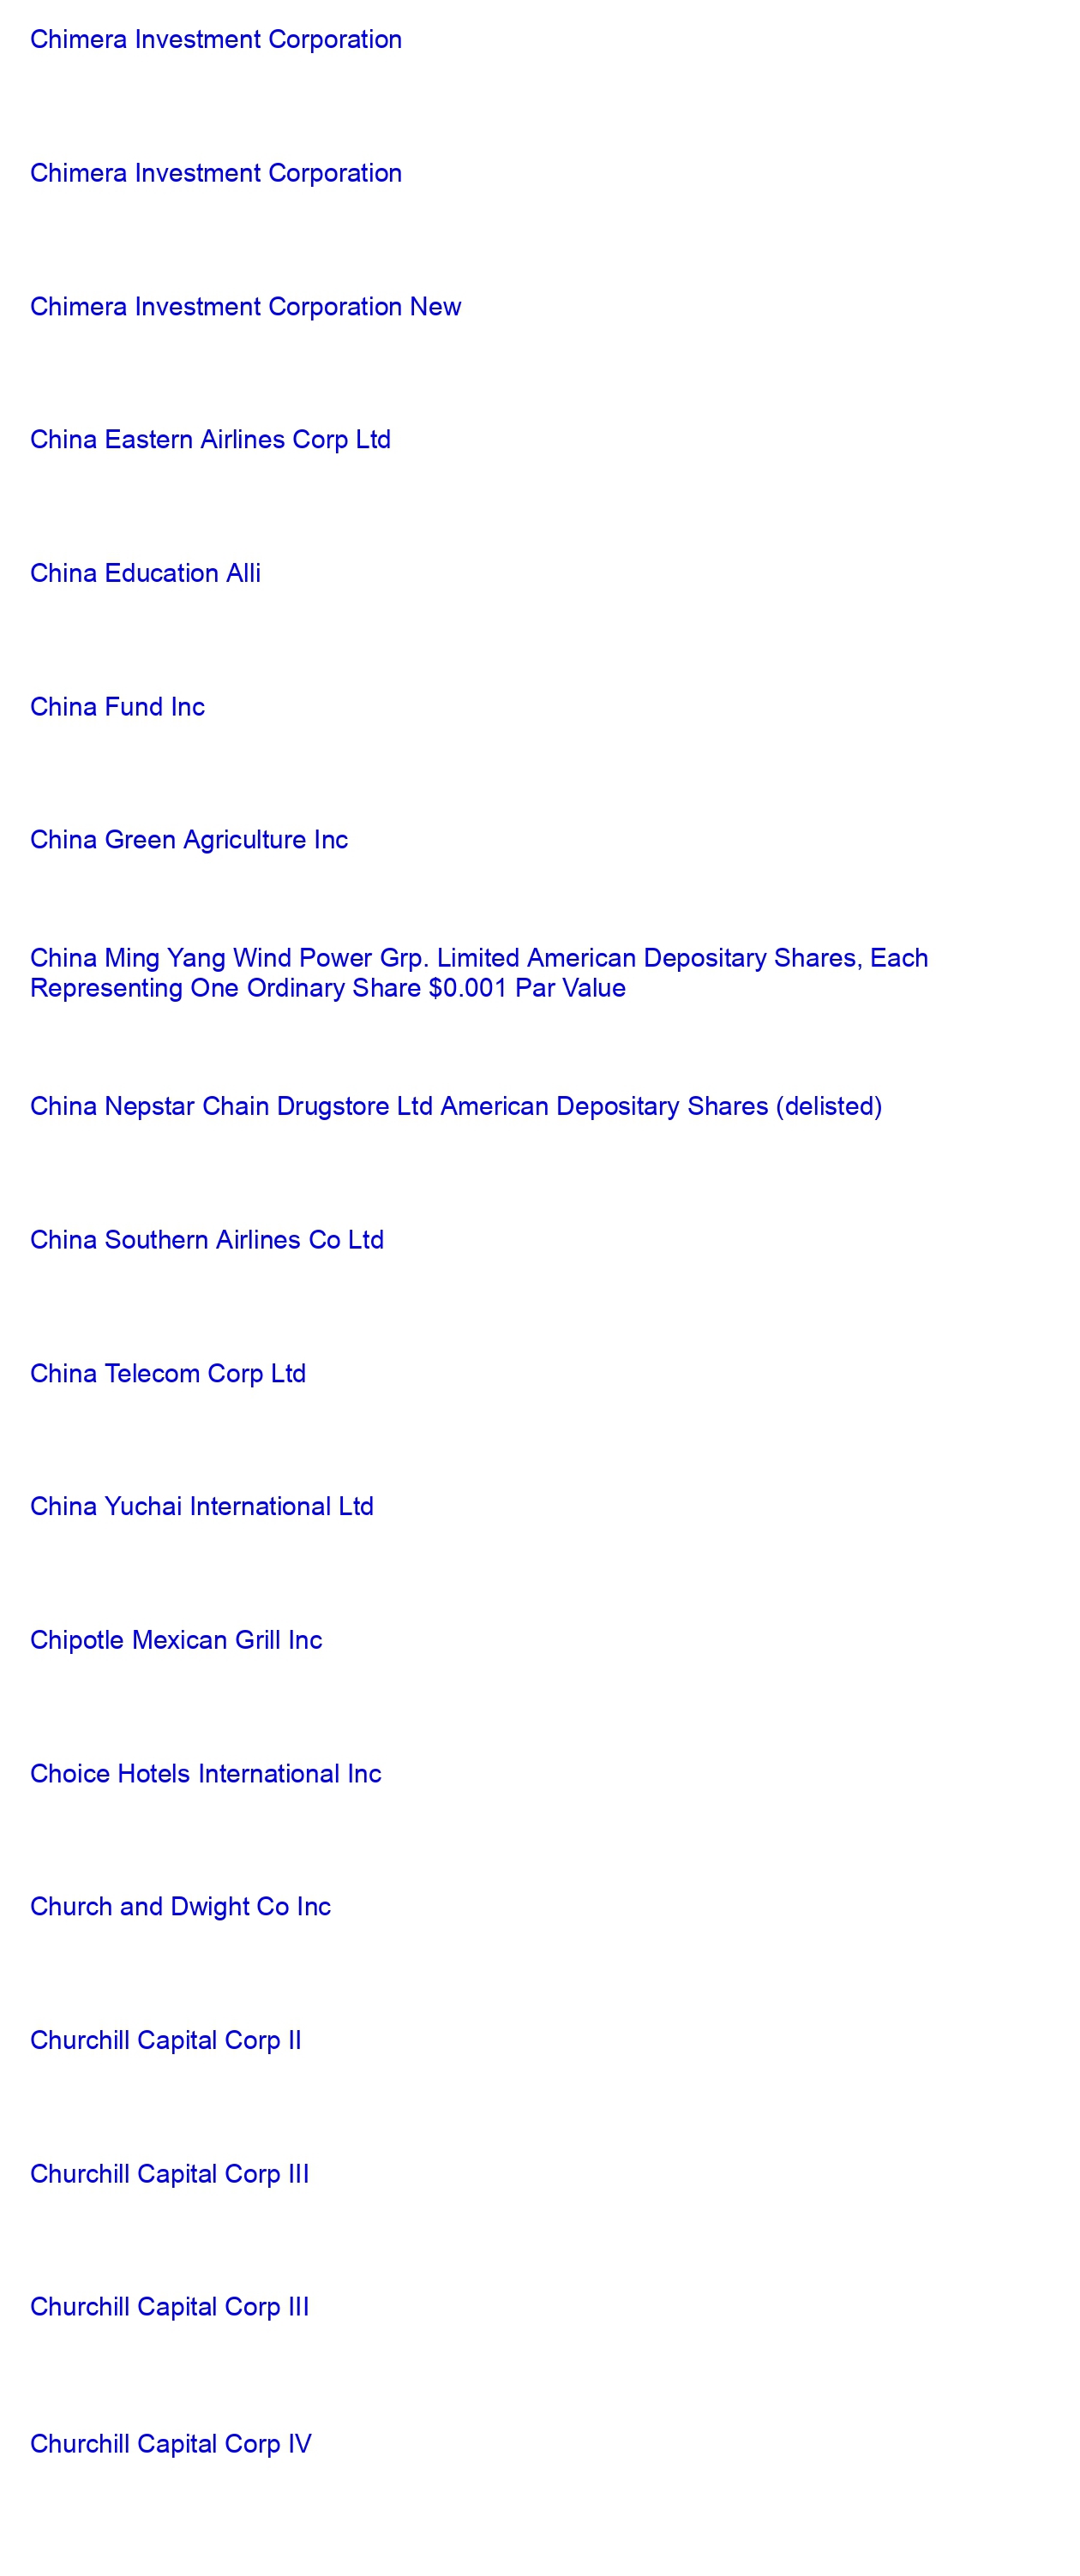 Chimera Investment Corporation
Chimera Investment Corporation
Chimera Investment Corporation New
China Eastern Airlines Corp Ltd
China Education Alli
China Fund Inc
China Green Agriculture Inc
China Ming Yang Wind Power Grp. Limited American Depositary Shares, Each
Representing One Ordinary Share $0.001 Par Value
China Nepstar Chain Drugstore Ltd American Depositary Shares (delisted)
China Southern Airlines Co Ltd
China Telecom Corp Ltd
China Yuchai International Ltd
Chipotle Mexican Grill Inc
Choice Hotels International Inc
Church and Dwight Co Inc
Churchill Capital Corp II
Churchill Capital Corp III
Churchill Capital Corp III
Churchill Capital Corp IV